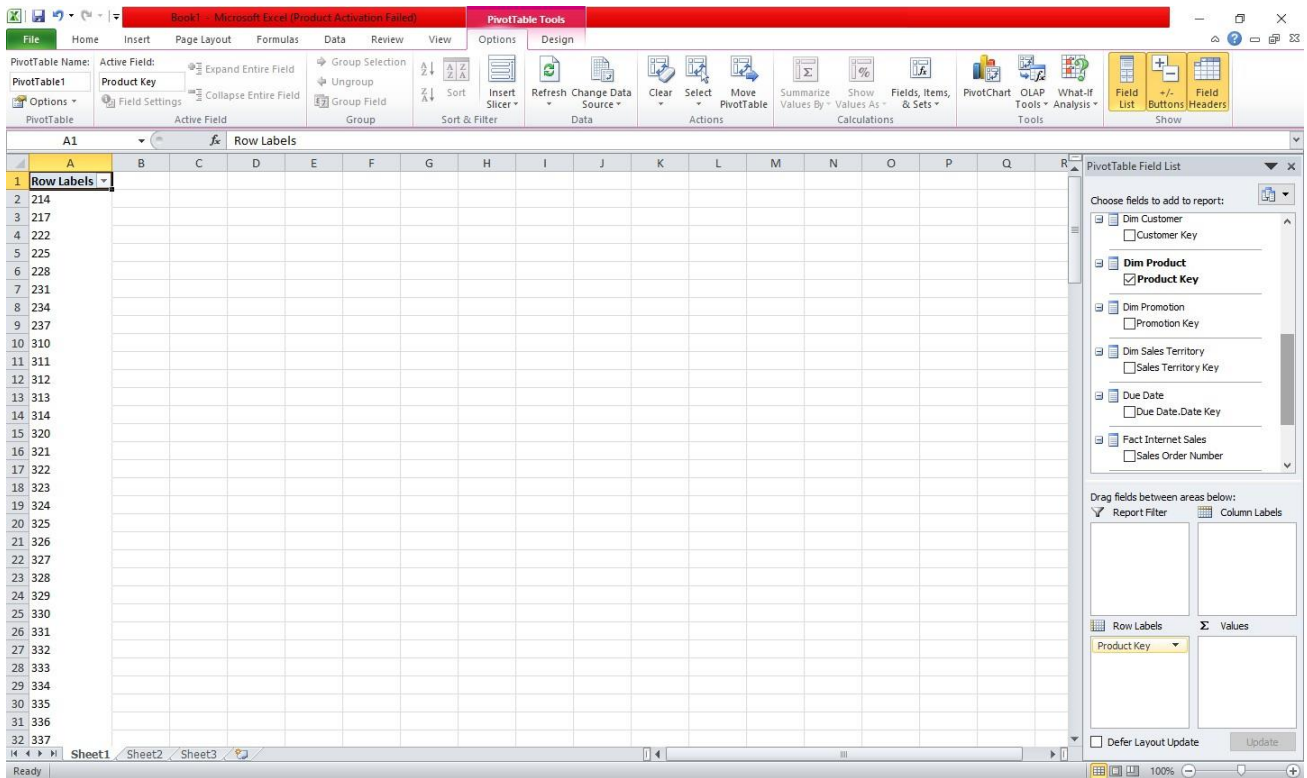 Book1 - Microsoft Excel (Product Activation Failed)
PivotTable Tools
File Home Insert Page Layout Formulas Data Review View Options Design
PivotTable Name: Active Field:
PivotTable1 Product Key
Options Field Settings
Expand Entire Field
Collapse Entire Field
Group Selection
Ungroup
Group Field
Sort
Insert Slicer
Refresh
Change Data Source
Clear
Select
Move PivotTable
Summarize Values By
Show Values As
Fields, Items, & Sets
PivotChart
OLAP Tools
What-If Analysis
Field List
+/- Buttons
Field Headers
PivotTable Active Field Group Sort & Filter Data Actions Calculations Tools Show
A1 fx Row Labels
A B C D E F G H I J K L M N O P Q R
1 Row Labels
2 214
3 217
4 222
5 225
6 228
7 231
8 234
9 237
10 310
11 311
12 312
13 313
14 314
15 320
16 321
17 322
18 323
19 324
20 325
21 326
22 327
23 328
24 329
25 330
26 331
27 332
28 333
29 334
30 335
31 336
32 337
PivotTable Field List
Choose fields to add to report:
Dim Customer
Customer Key
Dim Product
Product Key
Dim Promotion
Promotion Key
Dim Sales Territory
Sales Territory Key
Due Date
Due Date.Date Key
Fact Internet Sales
Sales Order Number
Drag fields between areas below:
Report Filter Column Labels
Row Labels Σ Values
Product Key
Defer Layout Update Update
Sheet1 Sheet2 Sheet3
Ready 100%